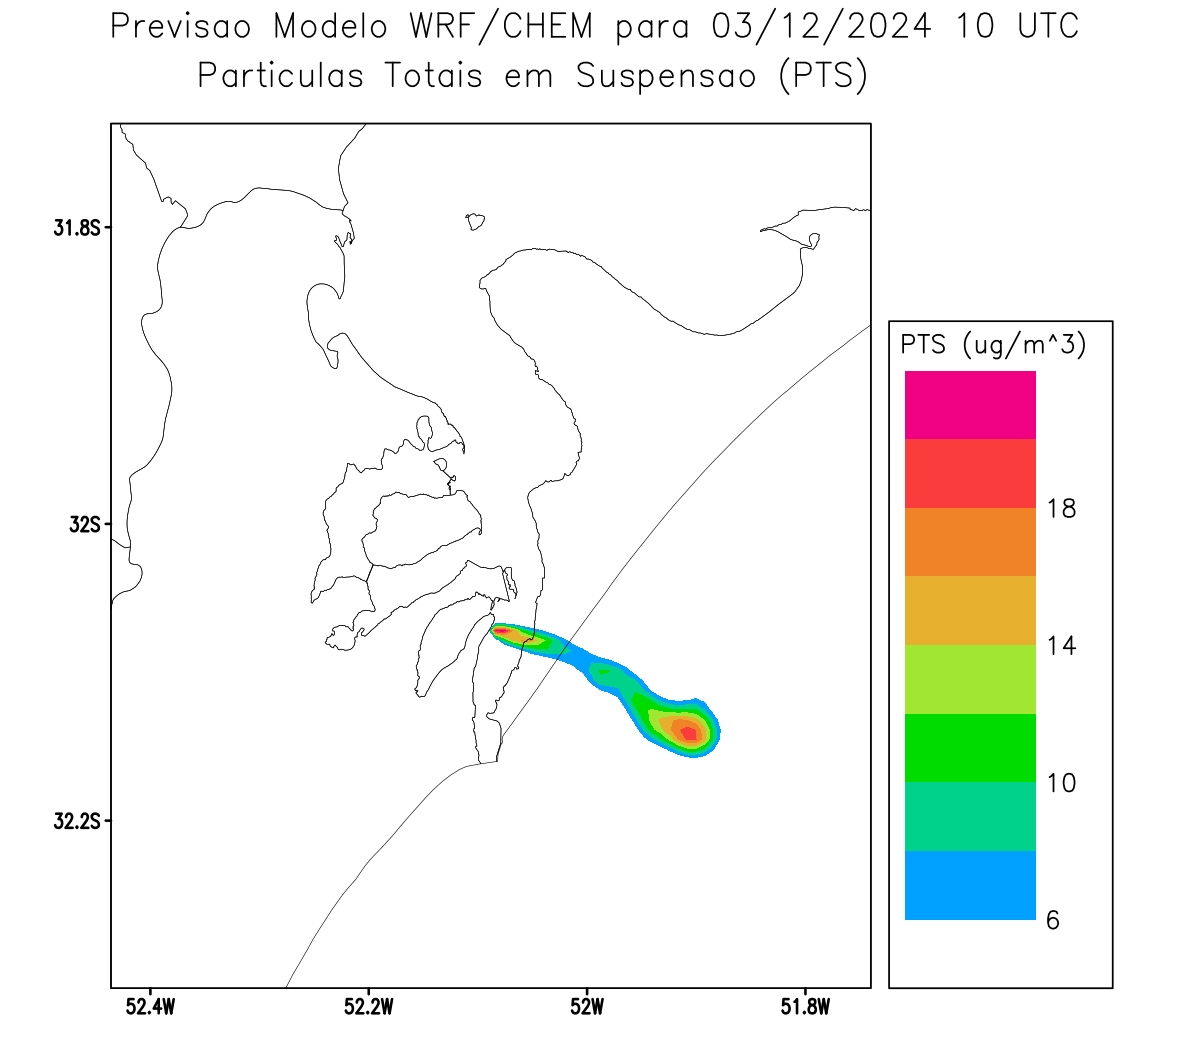 Previsao Modelo WRF/CHEM para 03/12/2024 10 UTC
Particulas Totais em Suspensao (PTS)
31.8S
32S
32.2S
52.4W 52.2W 52W 51.8W
PTS (ug/m^3)
18
14
10
6